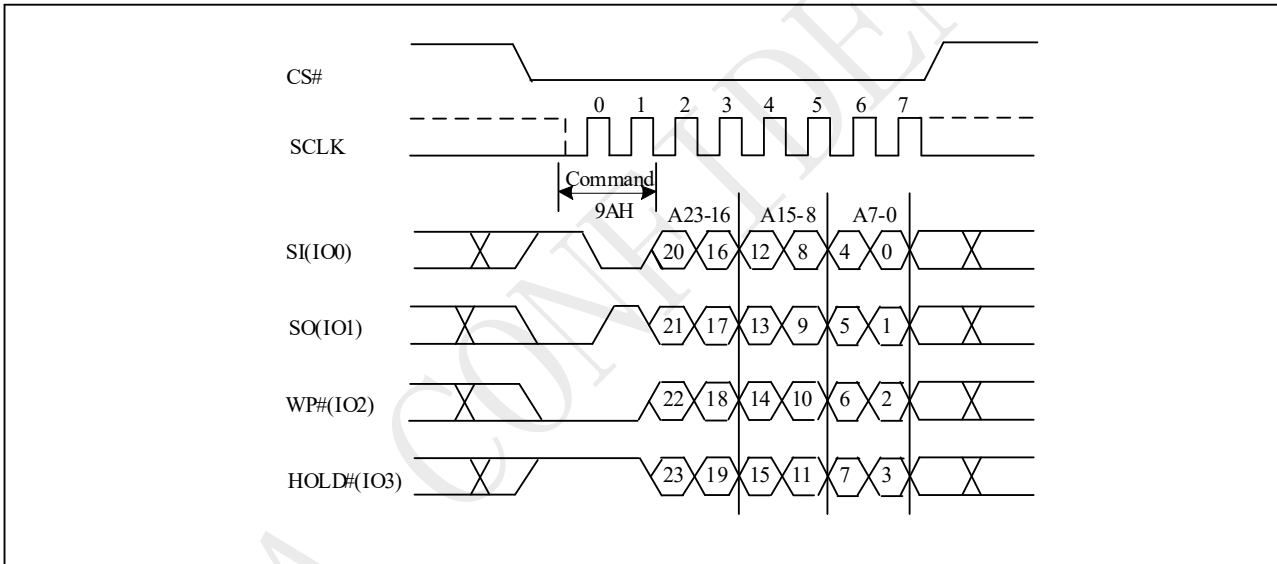 CS#
0 1 2 3 4 5 6 7
SCLK
Command
9AH
A23-16 A15-8 A7-0
SI(IO0) 20 16 12 8 4 0
SO(IO1) 21 17 13 9 5 1
WP#(IO2) 22 18 14 10 6 2
HOLD#(IO3) 23 19 15 11 7 3